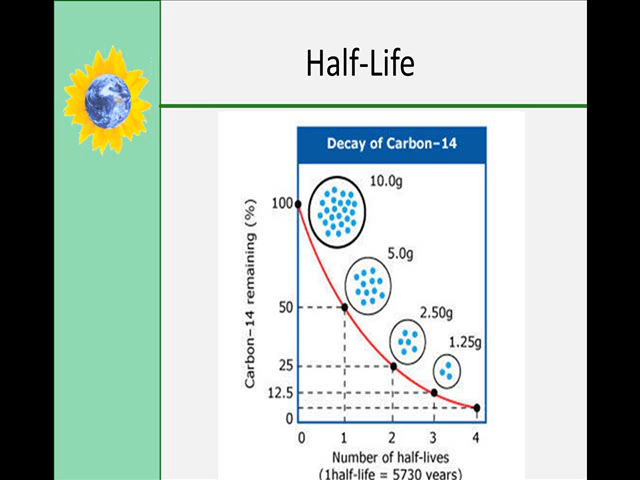 Half-Life
Decay of Carbon-14
10.0g
5.0g
2.50g
1.25g
Carbon-14 remaining (%)
100
50
25
12.5
0
0 1 2 3 4
Number of half-lives
(1half-life = 5730 years)